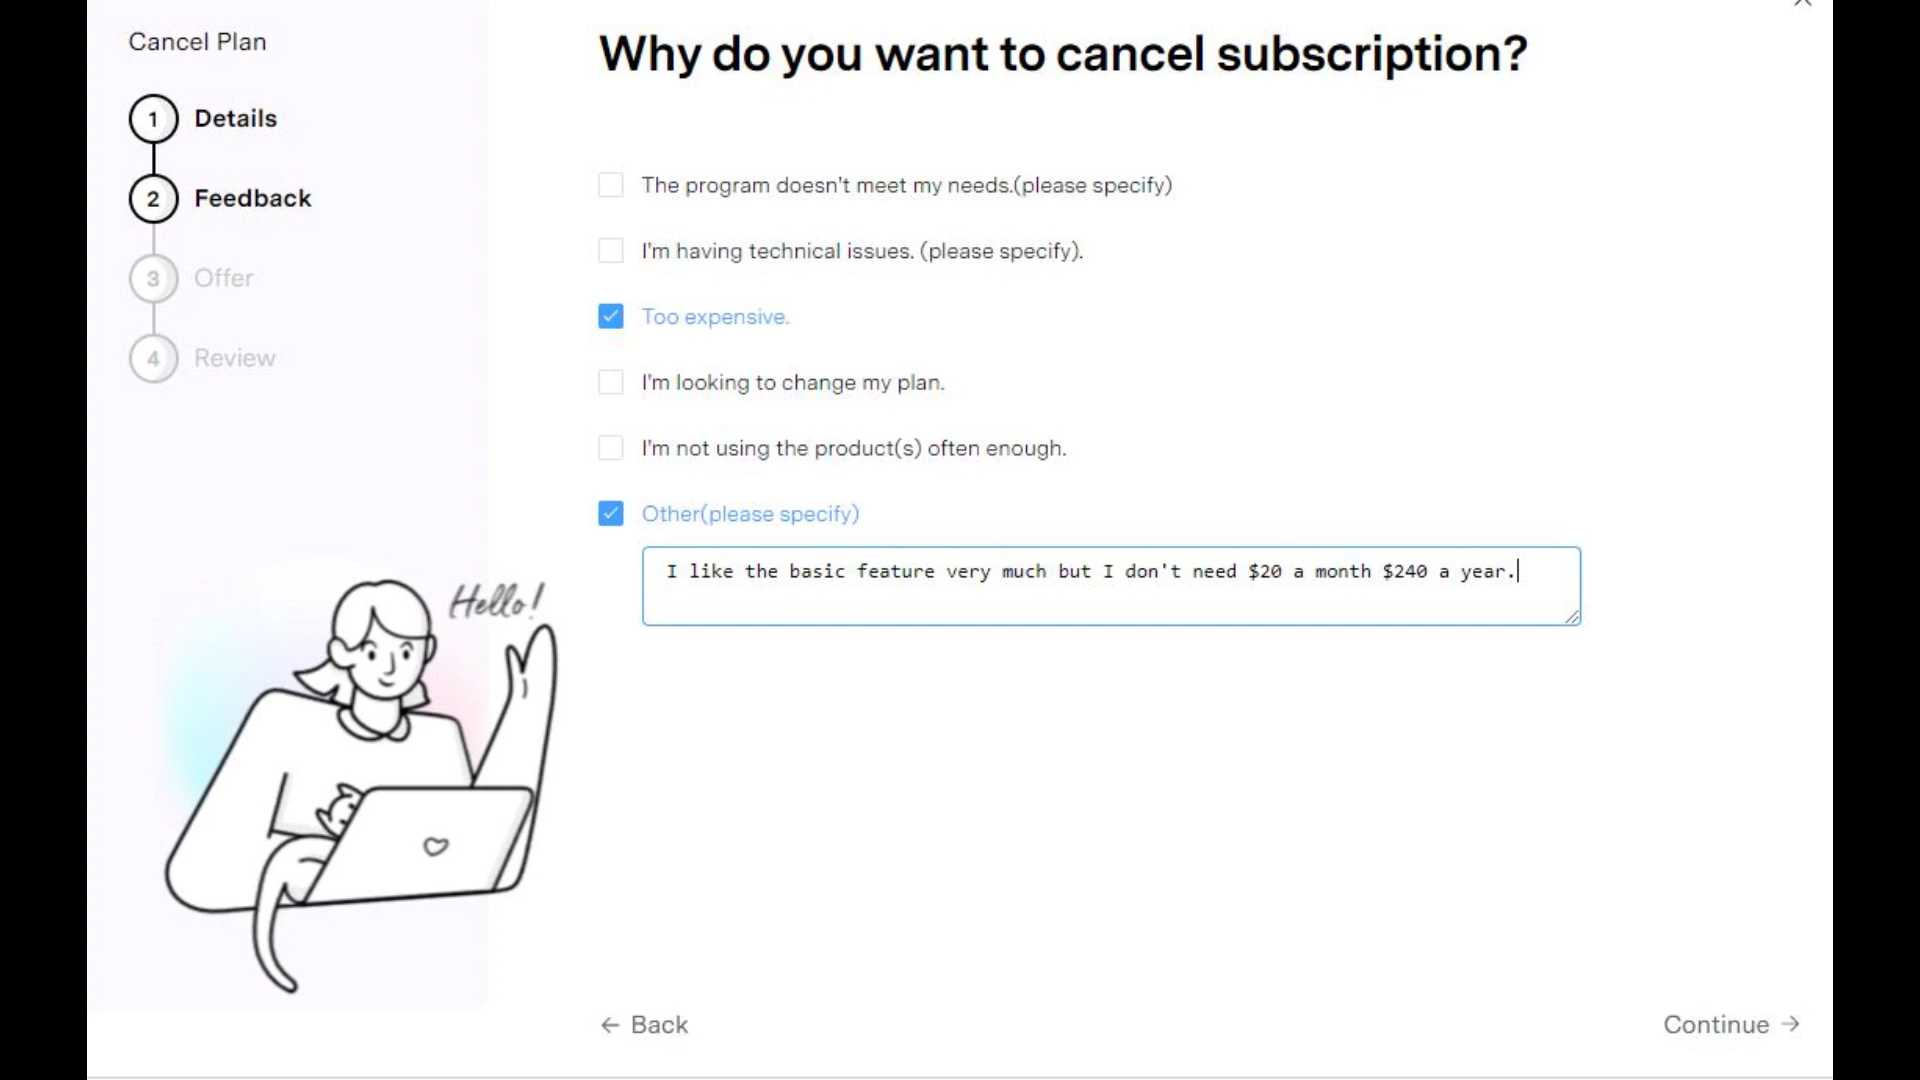 Cancel Plan
1 Details
2 Feedback
3 Offer
4 Review
Hello!
Why do you want to cancel subscription?
The program doesn't meet my needs.(please specify)
I'm having technical issues. (please specify).
Too expensive.
I'm looking to change my plan.
I'm not using the product(s) often enough.
Other(please specify)
I like the basic feature very much but I don't need $20 a month $240 a year.
← Back
Continue →